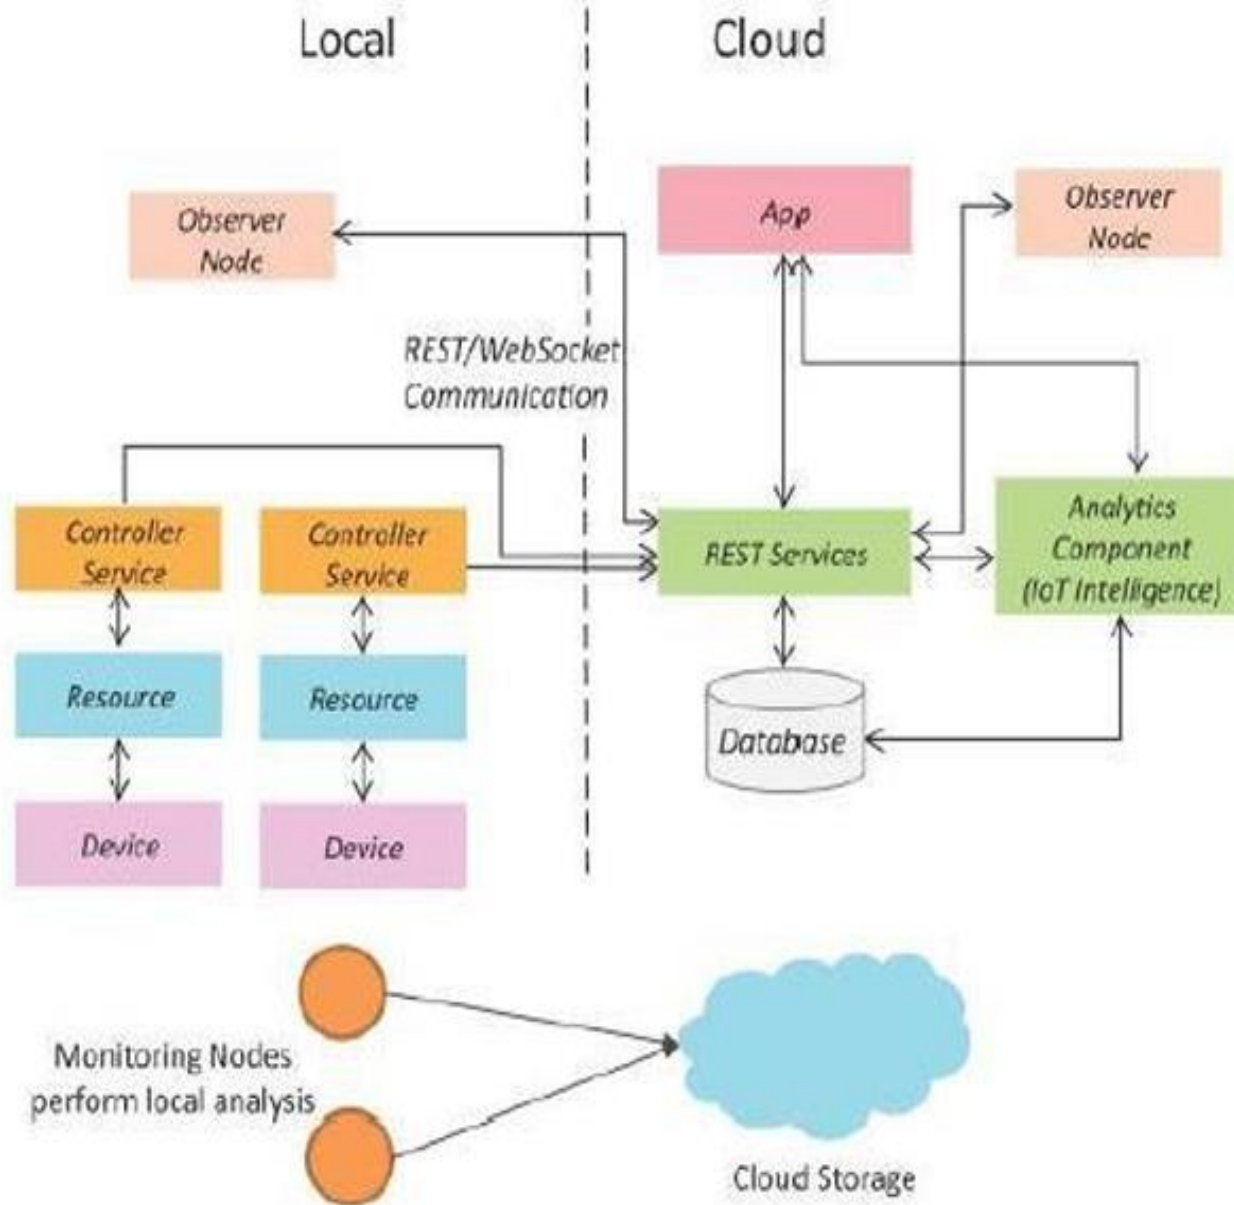 Local
Cloud
Observer
Node
App
Observer
Node
REST/WebSocket
Communication
Controller
Service
Controller
Service
REST Services
Analytics
Component
(IoT Intelligence)
Resource
Resource
Database
Device
Device
Monitoring Nodes
perform local analysis
Cloud Storage